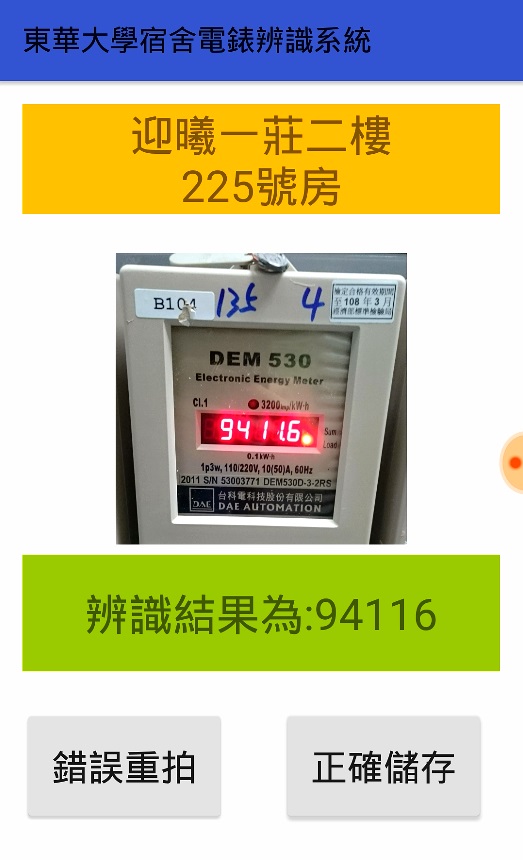 東華大學宿舍電錶辨識系統
迎曦一莊二樓
225號房
B104
135 4
檢定合格有效期間
至108年3月
經濟部標準檢驗局
DEM 530
Electronic Energy Meter
Cl.1
3200imp/kW·h
9411.6
Sum
Load
0.1kW·h
1p3w, 110/220V, 10(50)A, 60Hz
2011 S/N 53003771 DEM530D-3-2RS
DAE 台科電科技股份有限公司
DAE AUTOMATION
辨識結果為:94116
錯誤重拍
正確儲存